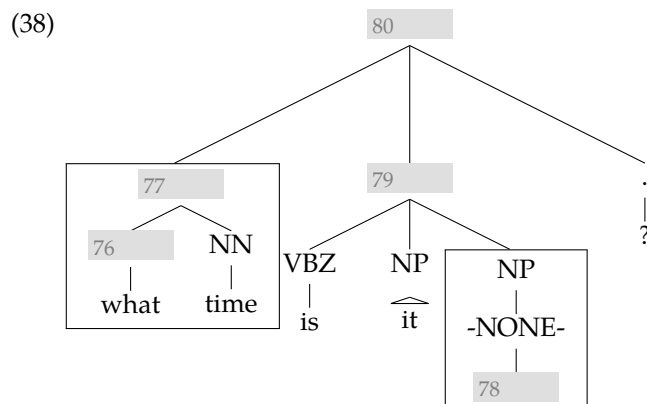 (38)
80
77
79
.
76
NN
VBZ
NP
NP
?
what
time
is
it
-NONE-
78